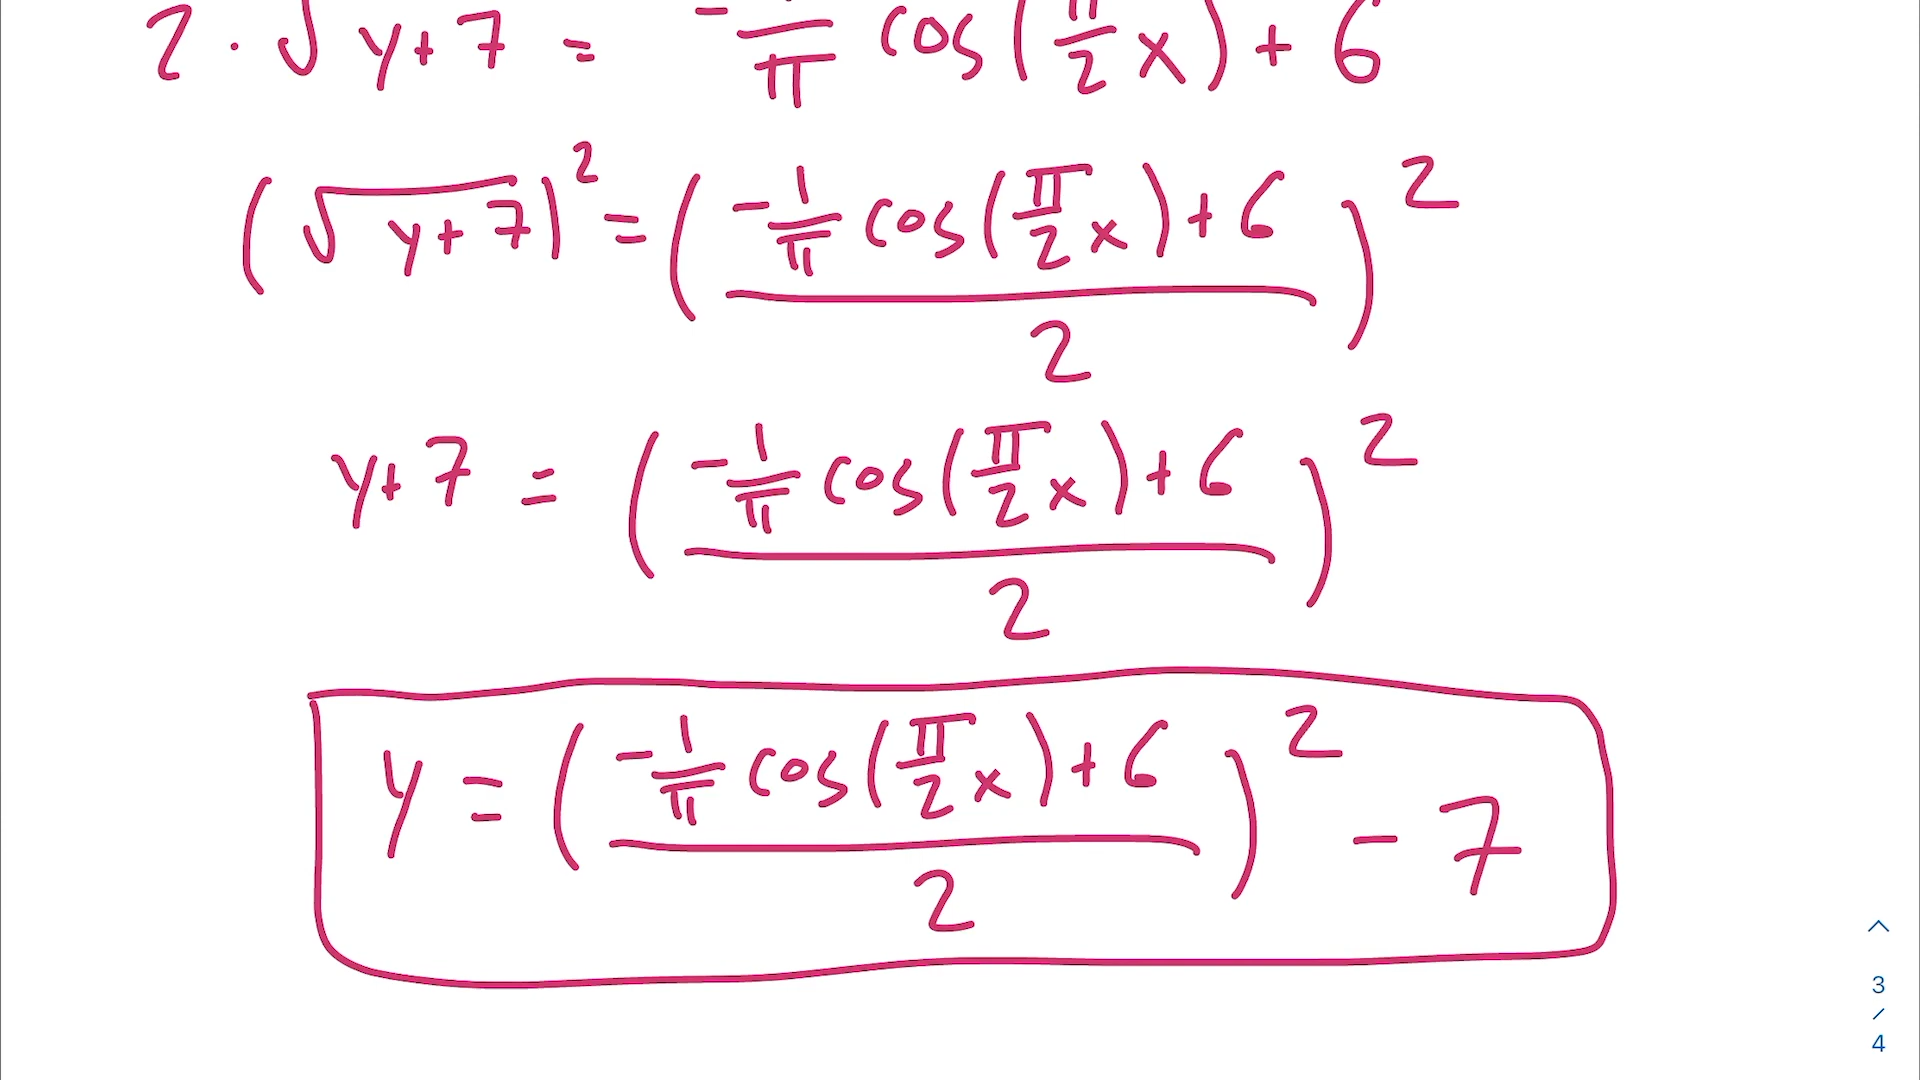 2 · √y+7 = -1/π cos(π/2 x) + 6
(√y+7)² = (-1/π cos(π/2 x) + 6 / 2)²
y+7 = (-1/π cos(π/2 x) + 6 / 2)²
y = (-1/π cos(π/2 x) + 6 / 2)² - 7
^
3
/
4